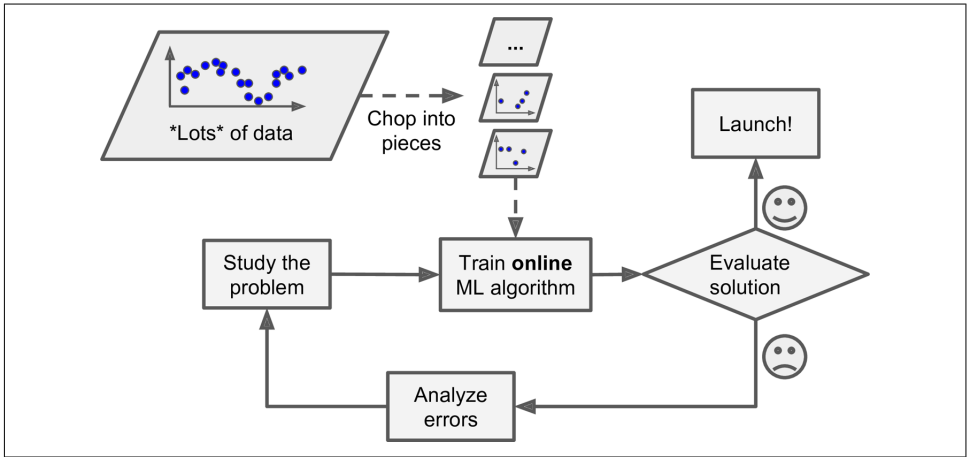 ...
*Lots* of data
Chop into
pieces
Launch!
Study the
problem
Train online
ML algorithm
Evaluate
solution
Analyze
errors